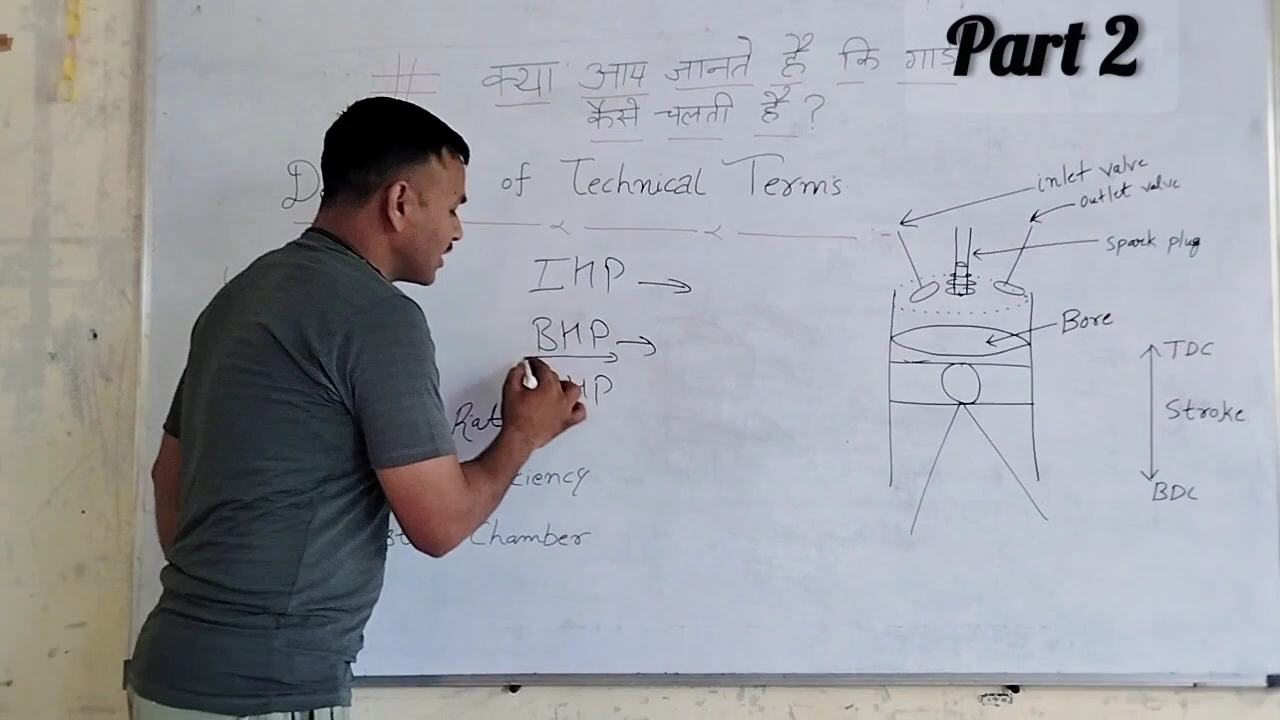 Part 2
# क्या आप जानते है कि गाड
कैसे चलती है ?
of Technical Terms
IHP →
BHP →
HP
Rat
ciency
Chamber
inlet valve
outlet valve
spark plug
Bore
TDC
Stroke
BDC